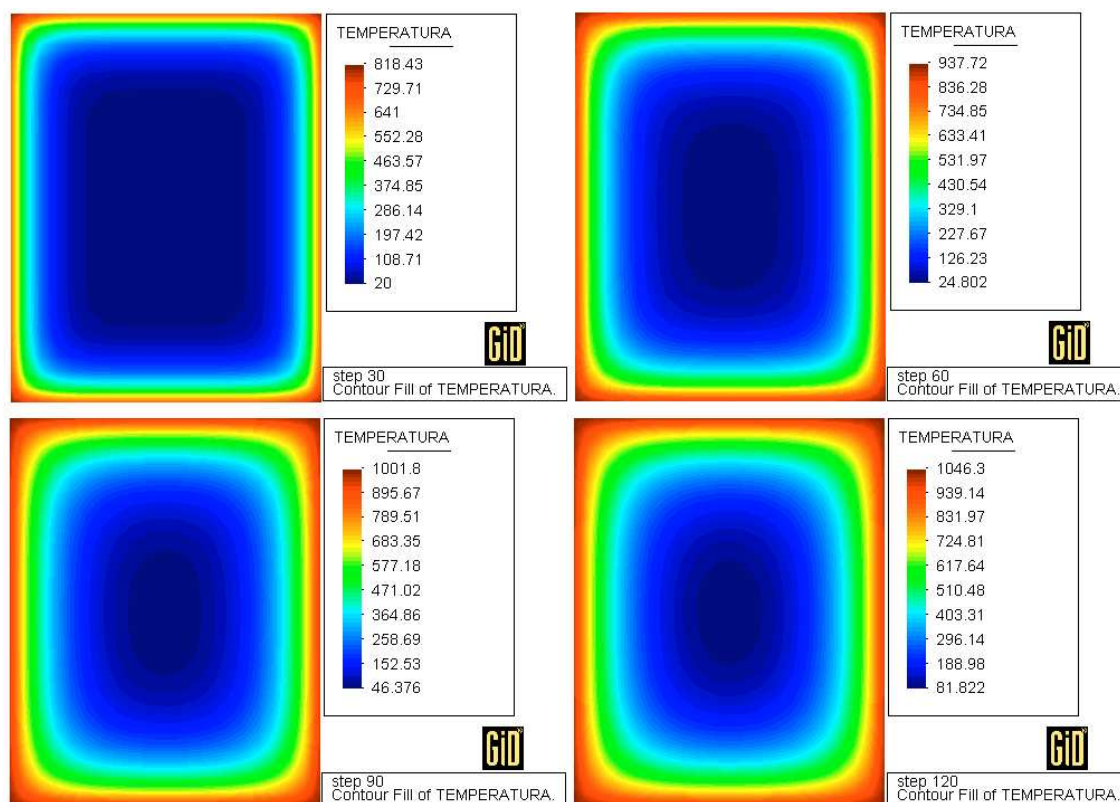 TEMPERATURA
818.43
729.71
641
552.28
463.57
374.85
286.14
197.42
108.71
20
GiD
step 30
Contour Fill of TEMPERATURA.
TEMPERATURA
937.72
836.28
734.85
633.41
531.97
430.54
329.1
227.67
126.23
24.802
GiD
step 60
Contour Fill of TEMPERATURA.
TEMPERATURA
1001.8
895.67
789.51
683.35
577.18
471.02
364.86
258.69
152.53
46.376
GiD
step 90
Contour Fill of TEMPERATURA.
TEMPERATURA
1046.3
939.14
831.97
724.81
617.64
510.48
403.31
296.14
188.98
81.822
GiD
step 120
Contour Fill of TEMPERATURA.